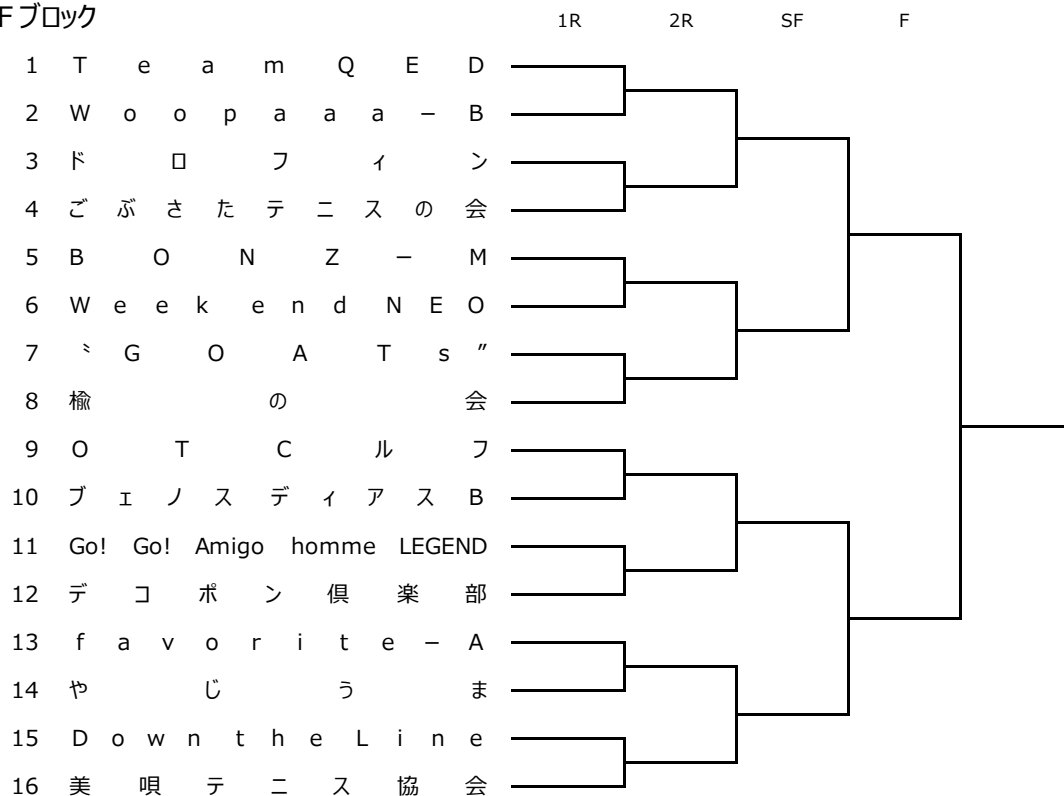 Fブロック 1R 2R SF F
1 Team QED
2 Woopaaa－B
3 ドロフィン
4 ごぶさたテニスの会
5 BONZ－M
6 Week end NEO
7 〝GOATs〟
8 楡の会
9 OTCルフ
10 ブェノスディアスB
11 Go! Go! Amigo homme LEGEND
12 デコポン倶楽部
13 favorite－A
14 やじうま
15 Down the Line
16 美唄テニス協会